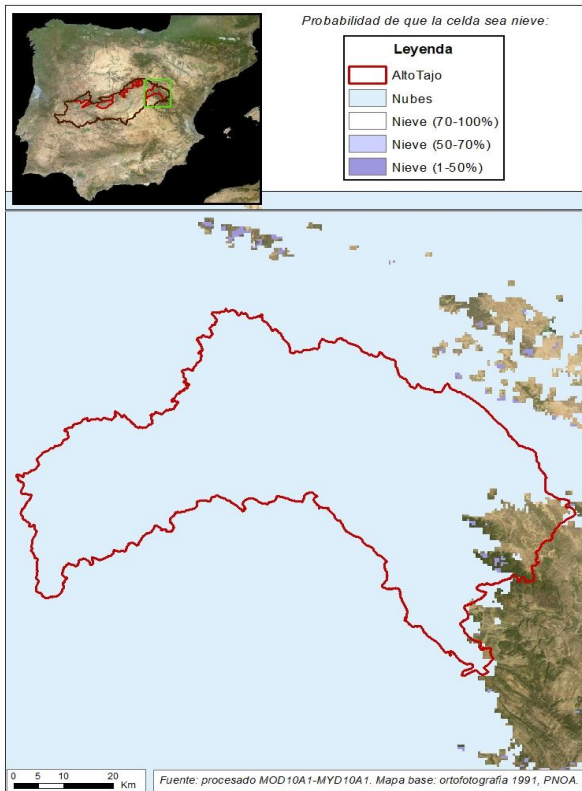 Probabilidad de que la celda sea nieve:
Leyenda
AltoTajo
Nubes
Nieve (70-100%)
Nieve (50-70%)
Nieve (1-50%)
0 5 10 20
Km
Fuente: procesado MOD10A1-MYD10A1. Mapa base: ortofotografia 1991, PNOA.